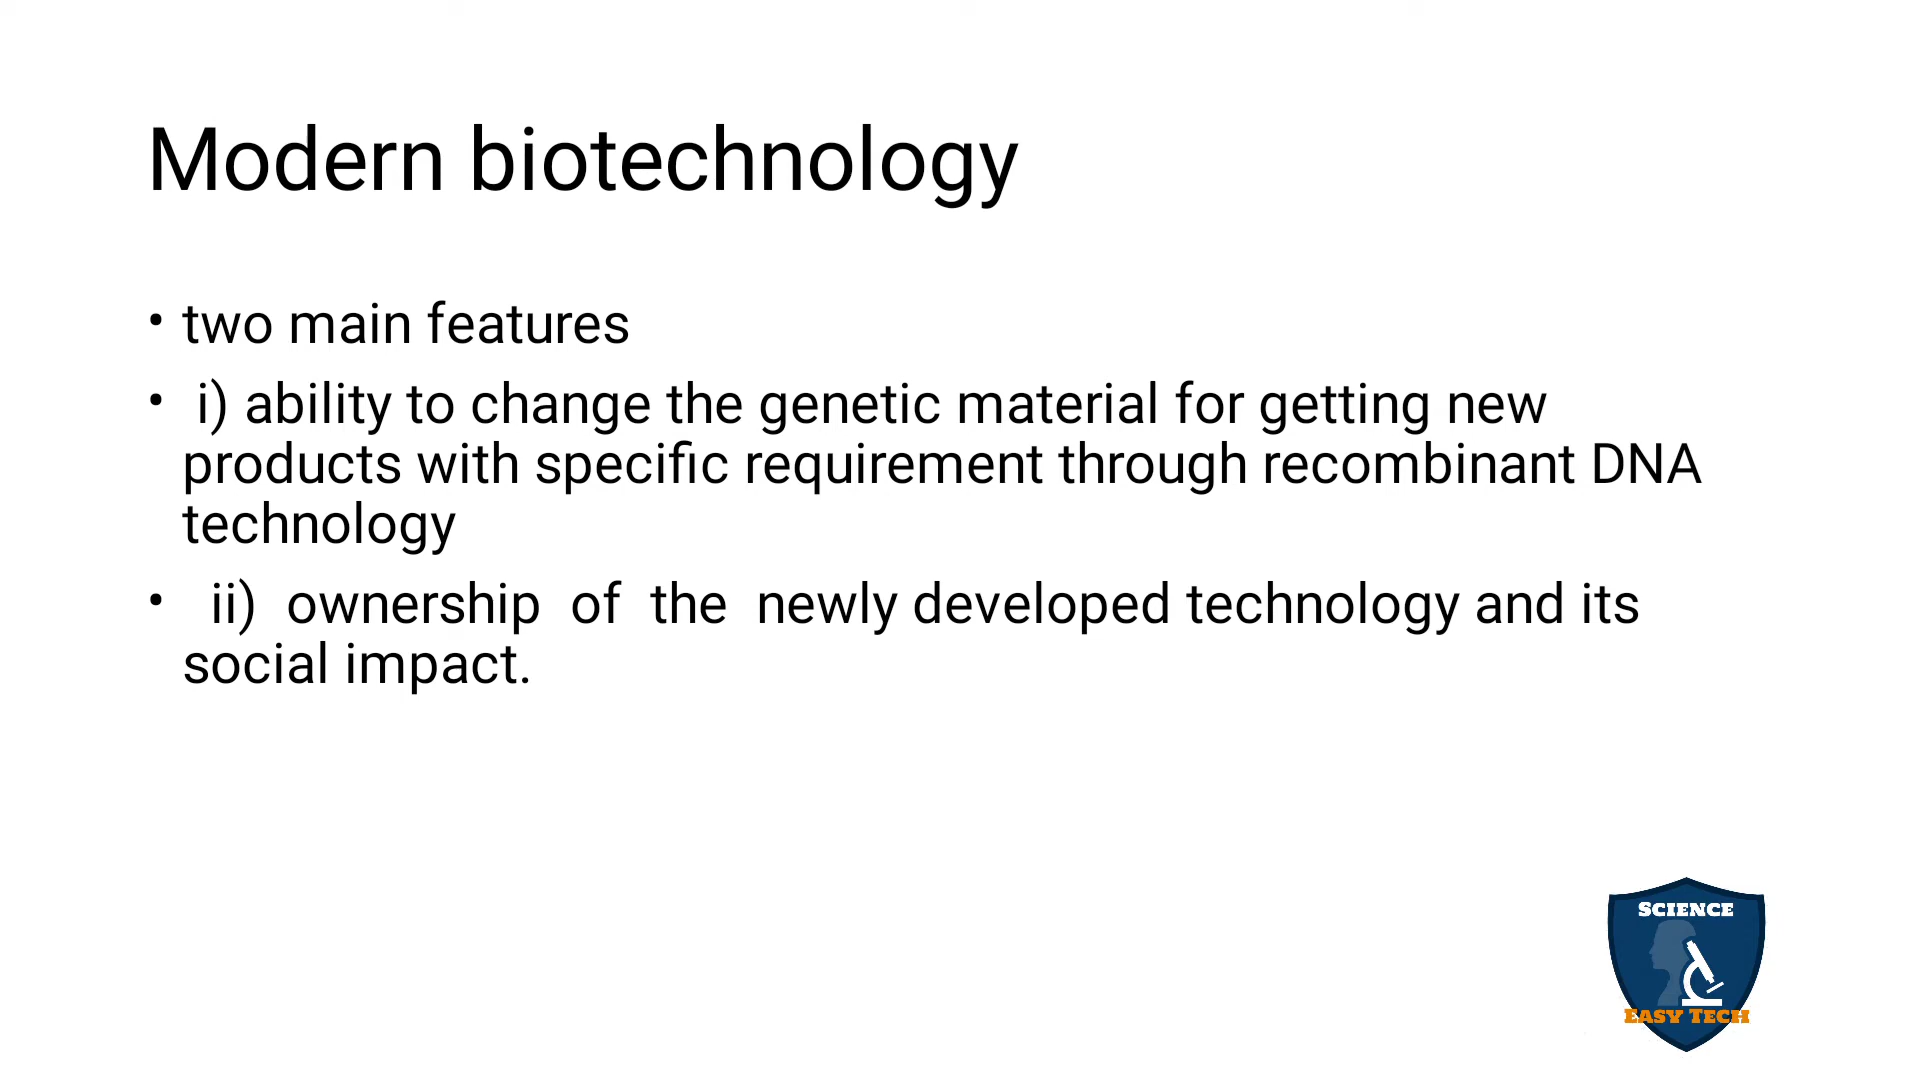 Modern biotechnology
• two main features
• i) ability to change the genetic material for getting new
products with specific requirement through recombinant DNA
technology
• ii) ownership of the newly developed technology and its
social impact.
SCIENCE
EASY TECH